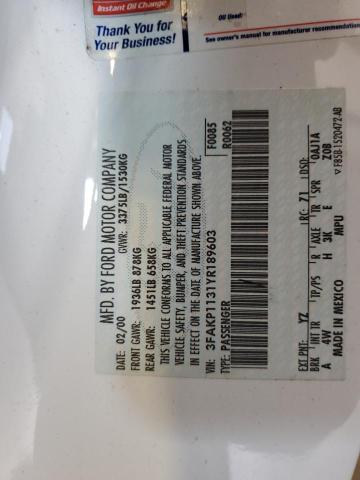 Instant Oil Change
Thank You for
Your Business!
Oil Used:
See owner's manual for manufacturer recommendation
MFD. BY FORD MOTOR COMPANY
DATE: 02/00 GVWR: 3375LB/1530KG
FRONT GAWR: 1936LB 878KG
REAR GAWR: 1451LB 658KG
THIS VEHICLE CONFORMS TO ALL APPLICABLE FEDERAL MOTOR
VEHICLE SAFETY, BUMPER, AND THEFT PREVENTION STANDARDS
IN EFFECT ON THE DATE OF MANUFACTURE SHOWN ABOVE.
VIN: 3FAKP1131YR189603 F0085
TYPE: PASSENGER R0062
EXT PNT: YZ RC: 71 DSO:
BRK INT TR TP/PS R AXLE TR SPR 0AJ1A
A 4W H 3K E Z0B
MADE IN MEXICO MPU